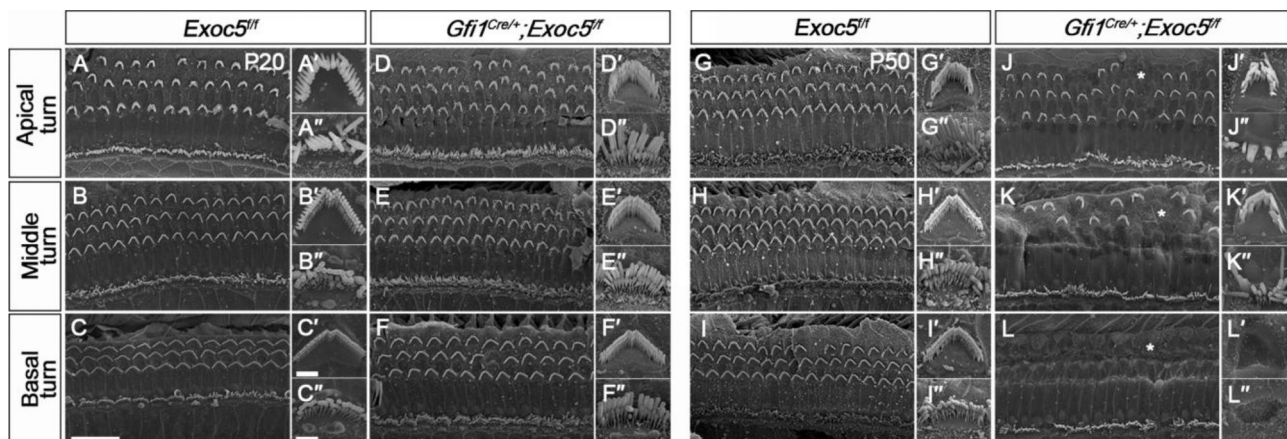 Exoc5f/f
Gfi1Cre/+;Exoc5f/f
Exoc5f/f
Gfi1Cre/+;Exoc5f/f
Apical turn
A P20 A′ D D′ G P50 G′ J * J′
A″ D″ G″ J″
Middle turn
B B′ E E′ H H′ K * K′
B″ E″ H″ K″
Basal turn
C C′ F F′ I I′ L * L′
C″ F″ I″ L″